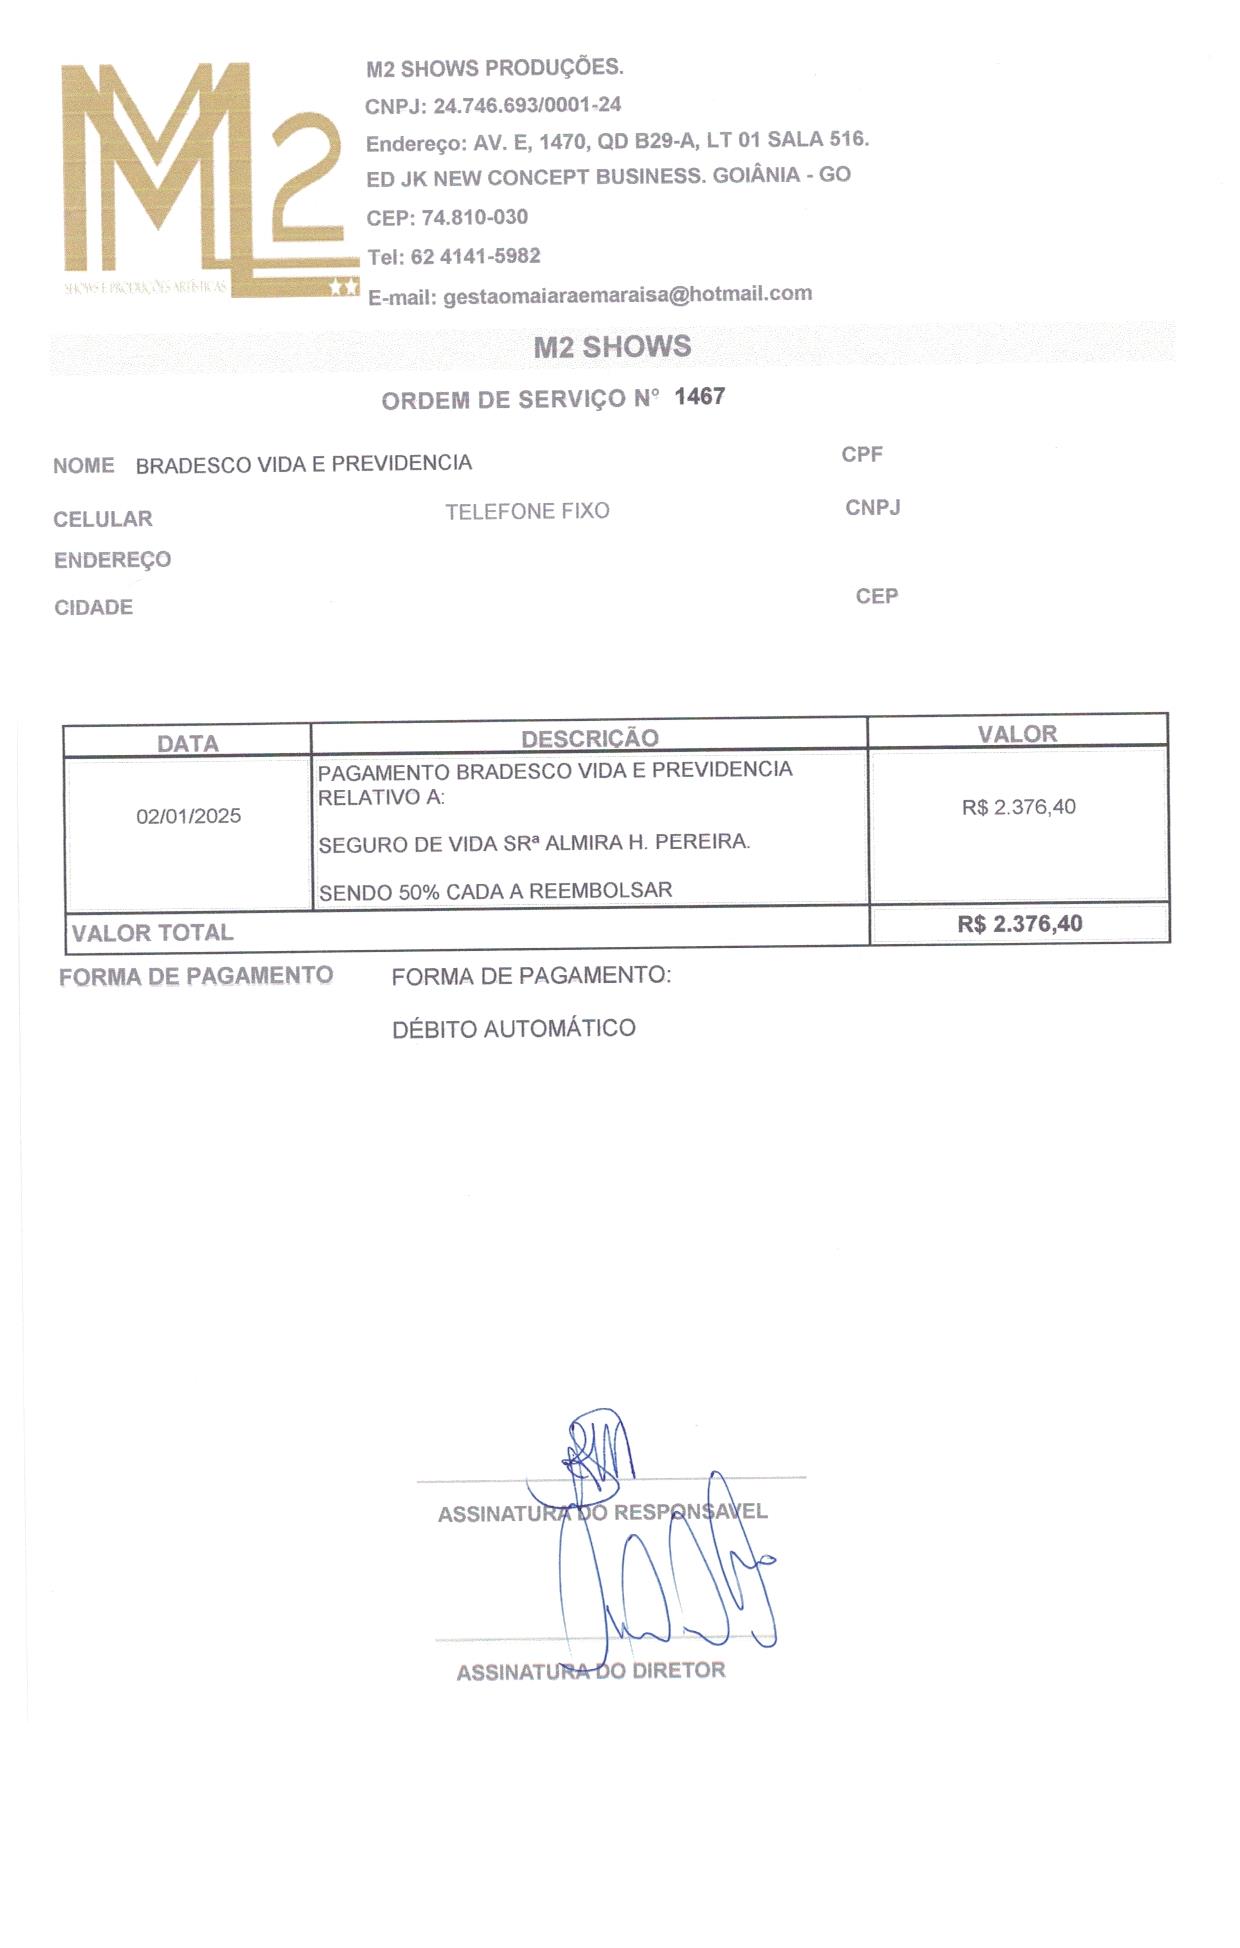 M2
SHOWS E PRODUÇÕES ARTÍSTICAS
M2 SHOWS PRODUÇÕES.
CNPJ: 24.746.693/0001-24
Endereço: AV. E, 1470, QD B29-A, LT 01 SALA 516.
ED JK NEW CONCEPT BUSINESS. GOIÂNIA - GO
CEP: 74.810-030
Tel: 62 4141-5982
E-mail: gestaomaiaraemaraisa@hotmail.com
M2 SHOWS
ORDEM DE SERVIÇO N° 1467
NOME BRADESCO VIDA E PREVIDENCIA CPF
CELULAR TELEFONE FIXO CNPJ
ENDEREÇO
CIDADE CEP
DATA DESCRIÇÃO VALOR
PAGAMENTO BRADESCO VIDA E PREVIDENCIA
RELATIVO A:
02/01/2025 R$ 2.376,40
SEGURO DE VIDA SRª ALMIRA H. PEREIRA.
SENDO 50% CADA A REEMBOLSAR
VALOR TOTAL R$ 2.376,40
FORMA DE PAGAMENTO FORMA DE PAGAMENTO:
DÉBITO AUTOMÁTICO
ASSINATURA DO RESPONSAVEL
ASSINATURA DO DIRETOR